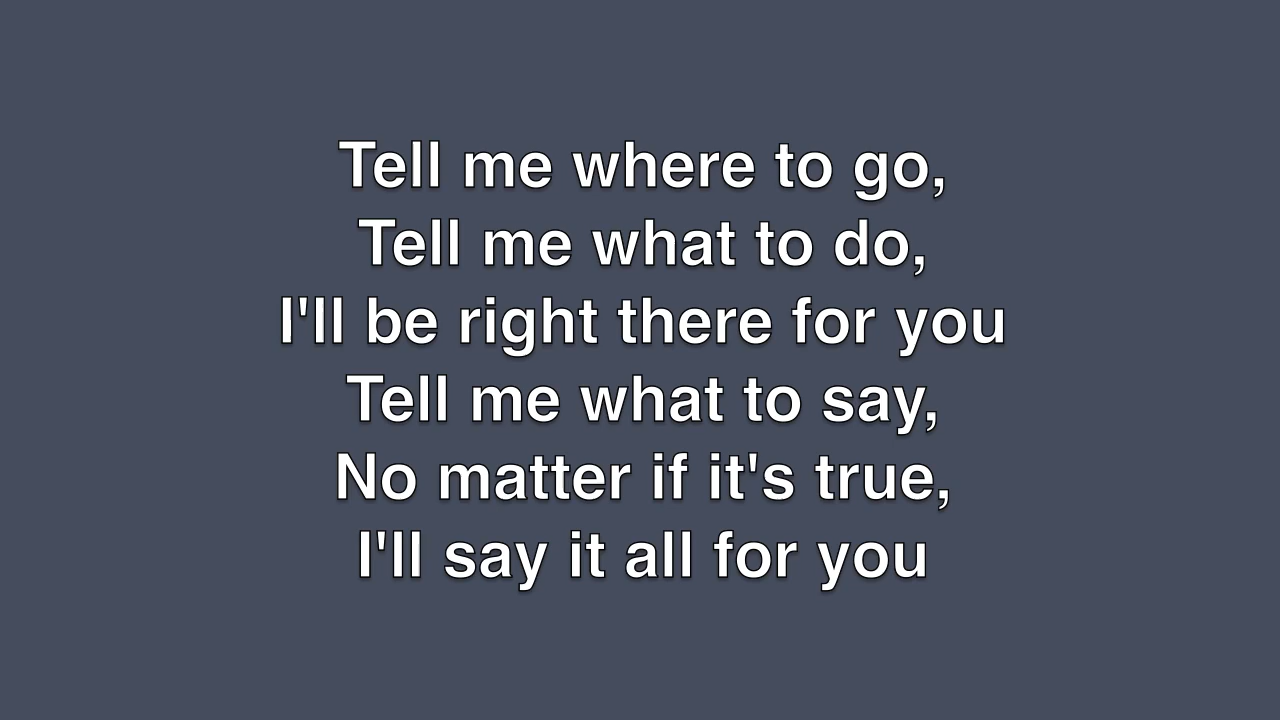 Tell me where to go,
Tell me what to do,
I'll be right there for you
Tell me what to say,
No matter if it's true,
I'll say it all for you